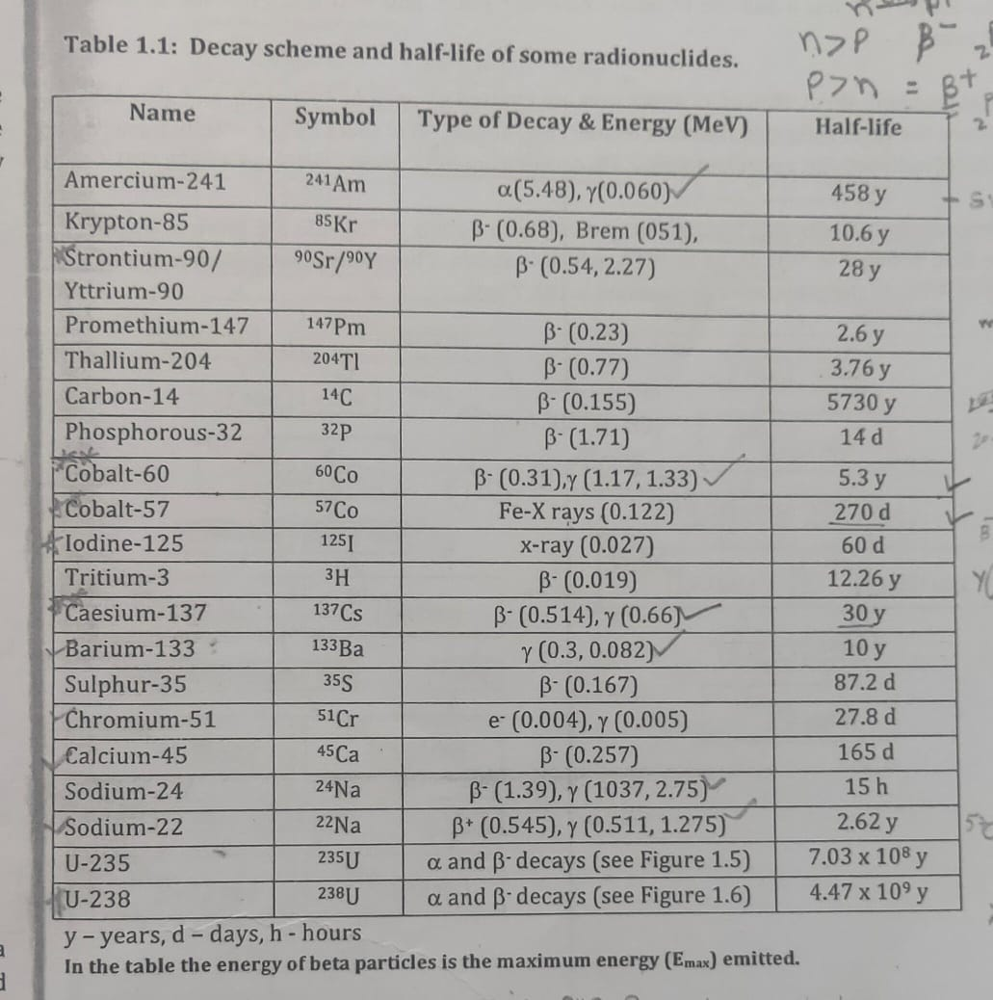 n>p β⁻
Table 1.1: Decay scheme and half-life of some radionuclides.
p>n = β⁺
Name Symbol Type of Decay & Energy (MeV) Half-life
Amercium-241 ²⁴¹Am α(5.48), γ(0.060) 458 y
Krypton-85 ⁸⁵Kr β⁻ (0.68), Brem (051), 10.6 y
Strontium-90/ ⁹⁰Sr/⁹⁰Y β⁻ (0.54, 2.27) 28 y
Yttrium-90
Promethium-147 ¹⁴⁷Pm β⁻ (0.23) 2.6 y
Thallium-204 ²⁰⁴Tl β⁻ (0.77) 3.76 y
Carbon-14 ¹⁴C β⁻ (0.155) 5730 y
Phosphorous-32 ³²P β⁻ (1.71) 14 d
Cobalt-60 ⁶⁰Co β⁻ (0.31),γ (1.17, 1.33) 5.3 y
Cobalt-57 ⁵⁷Co Fe-X rays (0.122) 270 d
Iodine-125 ¹²⁵I x-ray (0.027) 60 d
Tritium-3 ³H β⁻ (0.019) 12.26 y
Caesium-137 ¹³⁷Cs β⁻ (0.514), γ (0.66) 30 y
Barium-133 ¹³³Ba γ (0.3, 0.082) 10 y
Sulphur-35 ³⁵S β⁻ (0.167) 87.2 d
Chromium-51 ⁵¹Cr e⁻ (0.004), γ (0.005) 27.8 d
Calcium-45 ⁴⁵Ca β⁻ (0.257) 165 d
Sodium-24 ²⁴Na β⁻ (1.39), γ (1037, 2.75) 15 h
Sodium-22 ²²Na β⁺ (0.545), γ (0.511, 1.275) 2.62 y
U-235 ²³⁵U α and β⁻ decays (see Figure 1.5) 7.03 x 10⁸ y
U-238 ²³⁸U α and β⁻ decays (see Figure 1.6) 4.47 x 10⁹ y
y – years, d – days, h - hours
In the table the energy of beta particles is the maximum energy (Eₘₐₓ) emitted.